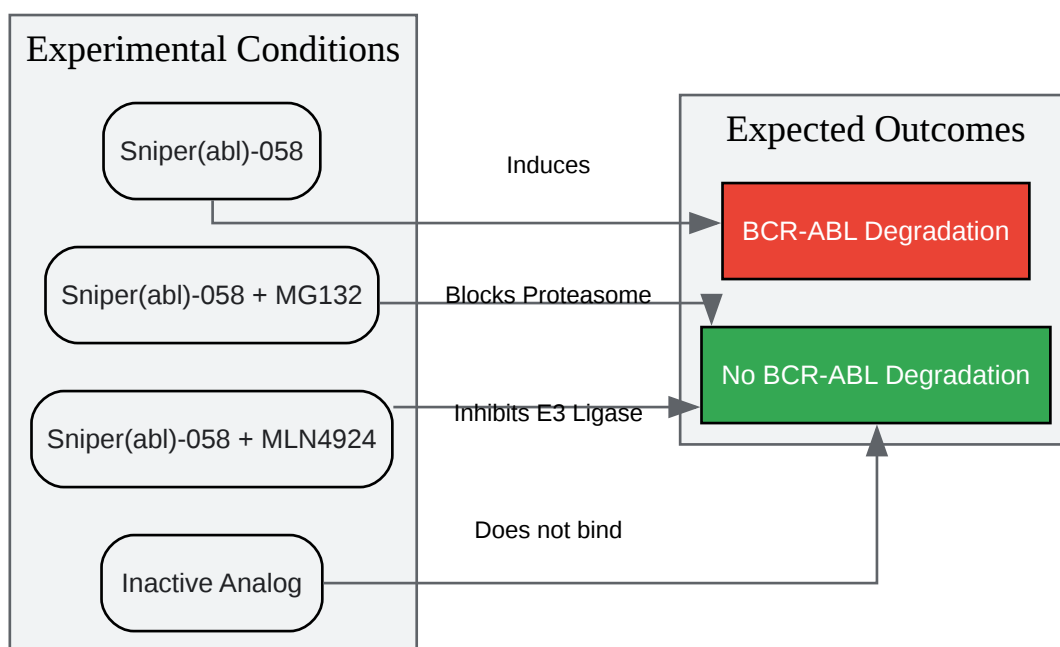 Experimental Conditions
Sniper(abl)-058
Sniper(abl)-058 + MG132
Sniper(abl)-058 + MLN4924
Inactive Analog
Induces
Blocks Proteasome
Inhibits E3 Ligase
Does not bind
Expected Outcomes
BCR-ABL Degradation
No BCR-ABL Degradation